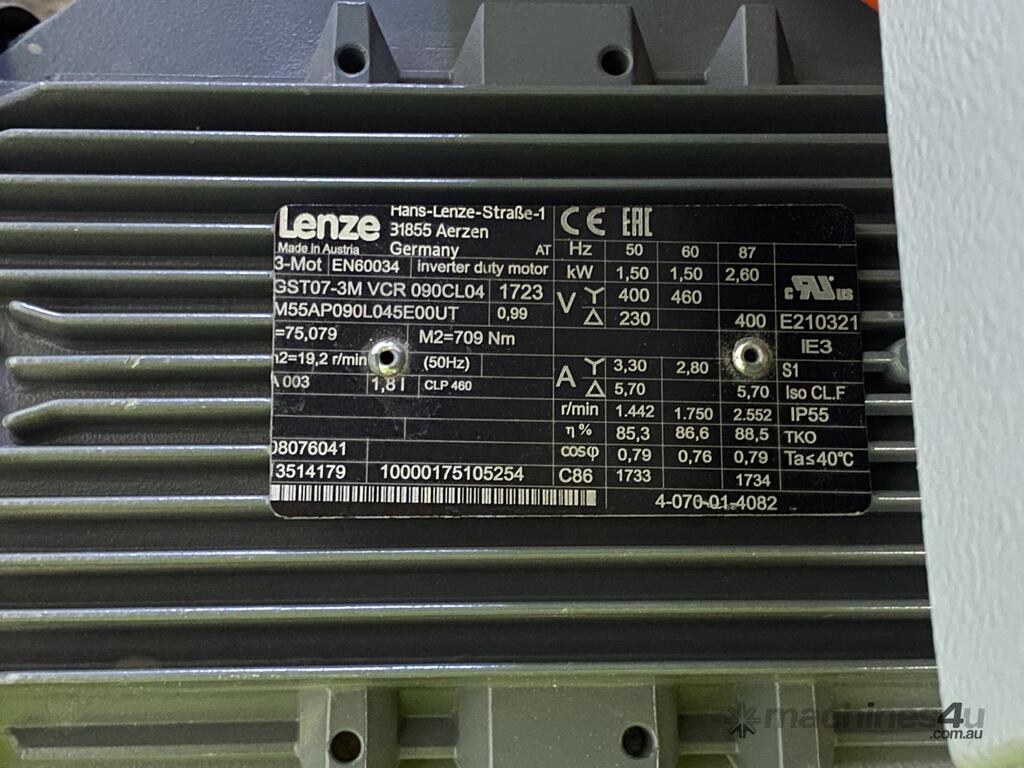 Lenze Hans-Lenze-Straße-1
31855 Aerzen
Made in Austria Germany AT
CE EAC
3-Mot EN60034 inverter duty motor
GST07-3M VCR 090CL04 1723
M55AP090L045E00UT 0,99
=75,079 M2=709 Nm
n2=19,2 r/min (50Hz)
A 003 1,8 l CLP 460
08076041
3514179 10000175105254
Hz 50 60 87
kW 1,50 1,50 2,60
V Y 400 460
△ 230 400
A Y 3,30 2,80
△ 5,70 5,70
r/min 1.442 1.750 2.552
η % 85,3 86,6 88,5
cosφ 0,79 0,76 0,79
C86 1733 1734
c RU us
E210321
IE3
S1
Iso CL.F
IP55
TKO
Ta≤40°C
4-070-01-4082
machines4u
.com.au